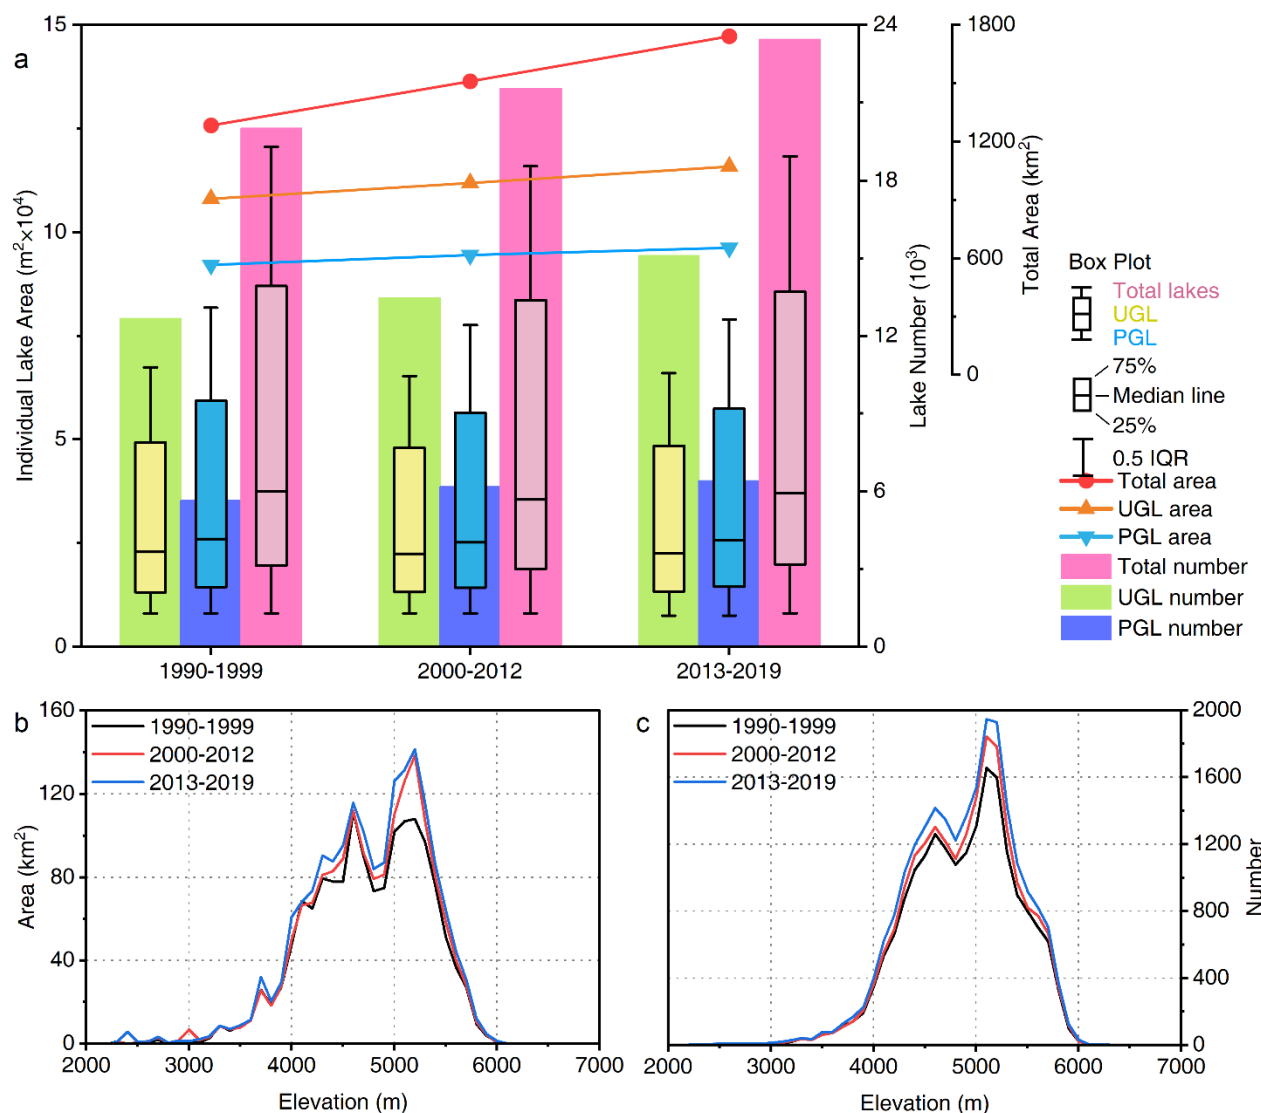 a
15
10
5
0
Individual Lake Area (m²×10⁴)
1990-1999
2000-2012
2013-2019
24
18
12
6
0
Lake Number (10³)
1800
1200
600
0
Total Area (km²)
Box Plot
Total lakes
UGL
PGL
75%
Median line
25%
0.5 IQR
Total area
UGL area
PGL area
Total number
UGL number
PGL number
b
160
120
80
40
0
Area (km²)
1990-1999
2000-2012
2013-2019
2000
3000
4000
5000
6000
7000
Elevation (m)
c
1990-1999
2000-2012
2013-2019
2000
1600
1200
800
400
0
Number
2000
3000
4000
5000
6000
7000
Elevation (m)